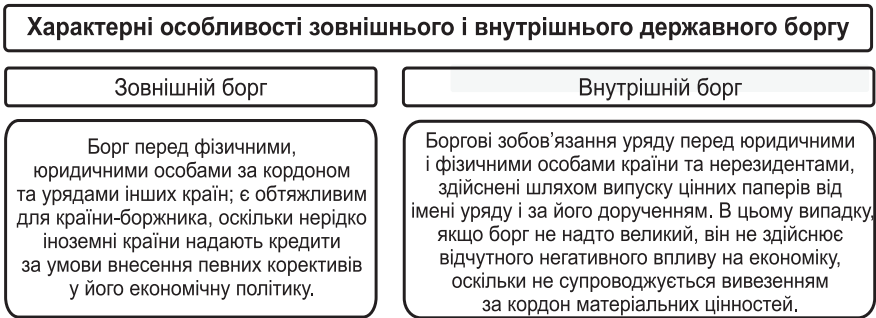 Характерні особливості зовнішнього і внутрішнього державного боргу
Зовнішній борг
Борг перед фізичними,
юридичними особами за кордоном
та урядами інших країн; є обтяжливим
для країни-боржника, оскільки нерідко
іноземні країни надають кредити
за умови внесення певних корективів
у його економічну політику.
Внутрішній борг
Боргові зобов’язання уряду перед юридичними
і фізичними особами країни та нерезидентами,
здійснені шляхом випуску цінних паперів від
імені уряду і за його дорученням. В цьому випадку,
якщо борг не надто великий, він не здійснює
відчутного негативного впливу на економіку,
оскільки не супроводжується вивезенням
за кордон матеріальних цінностей.